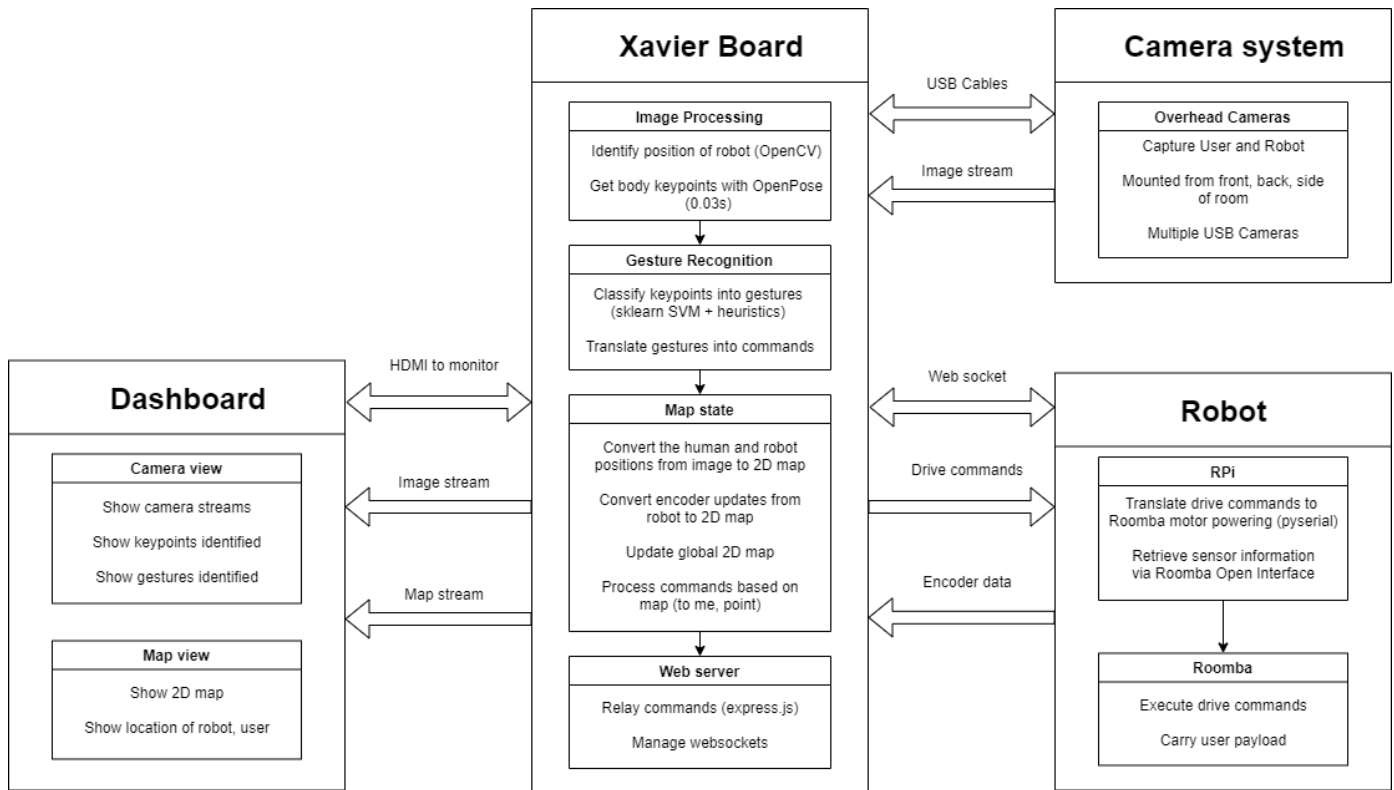 Xavier Board
Image Processing
Identify position of robot (OpenCV)
Get body keypoints with OpenPose
(0.03s)
Gesture Recognition
Classify keypoints into gestures
(sklearn SVM + heuristics)
Translate gestures into commands
Map state
Convert the human and robot
positions from image to 2D map
Convert encoder updates from
robot to 2D map
Update global 2D map
Process commands based on
map (to me, point)
Web server
Relay commands (express.js)
Manage websockets
USB Cables
Image stream
Camera system
Overhead Cameras
Capture User and Robot
Mounted from front, back, side
of room
Multiple USB Cameras
HDMI to monitor
Image stream
Map stream
Dashboard
Camera view
Show camera streams
Show keypoints identified
Show gestures identified
Map view
Show 2D map
Show location of robot, user
Web socket
Drive commands
Encoder data
Robot
RPi
Translate drive commands to
Roomba motor powering (pyserial)
Retrieve sensor information
via Roomba Open Interface
Roomba
Execute drive commands
Carry user payload